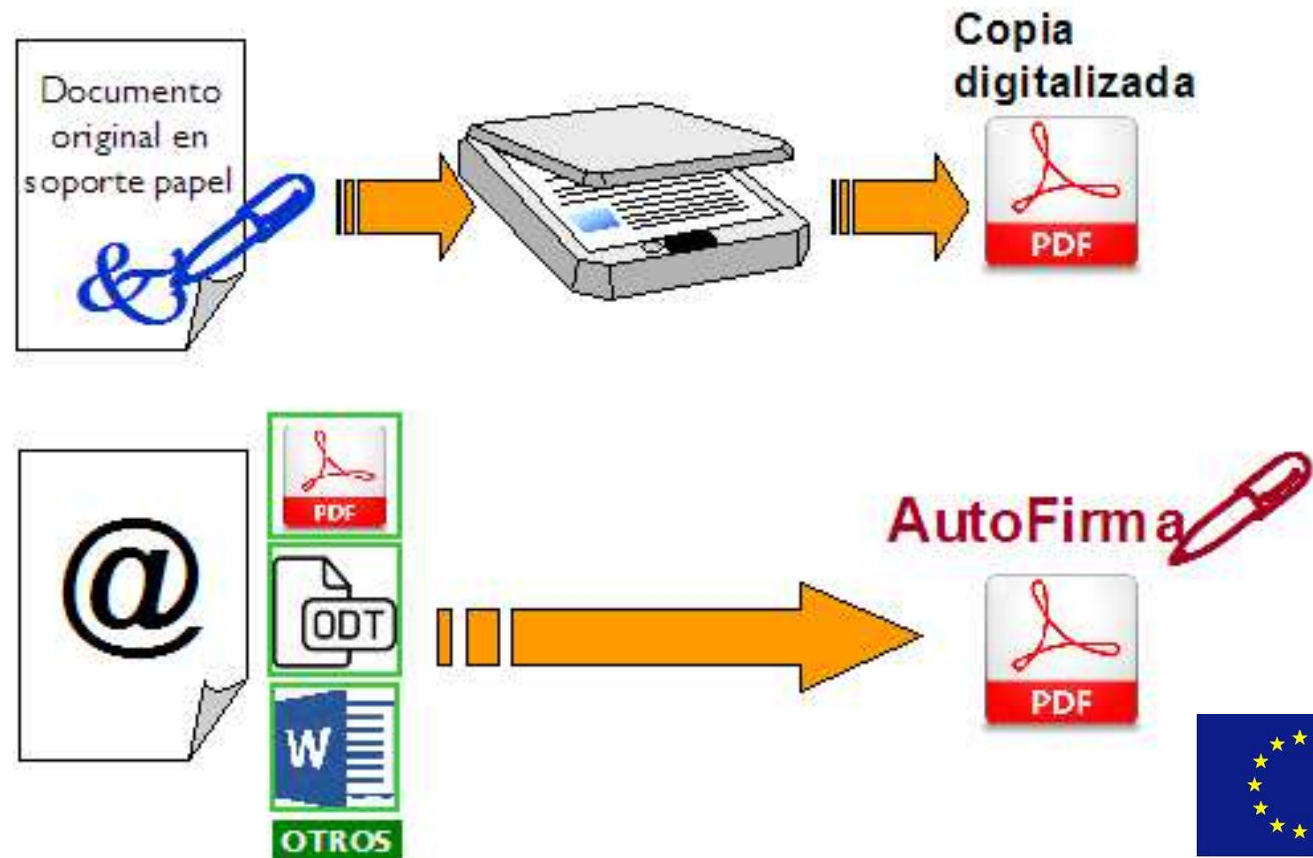 Documento
original en
soporte papel
&
Copia
digitalizada
PDF
@
PDF
ODT
W
OTROS
AutoFirma
PDF